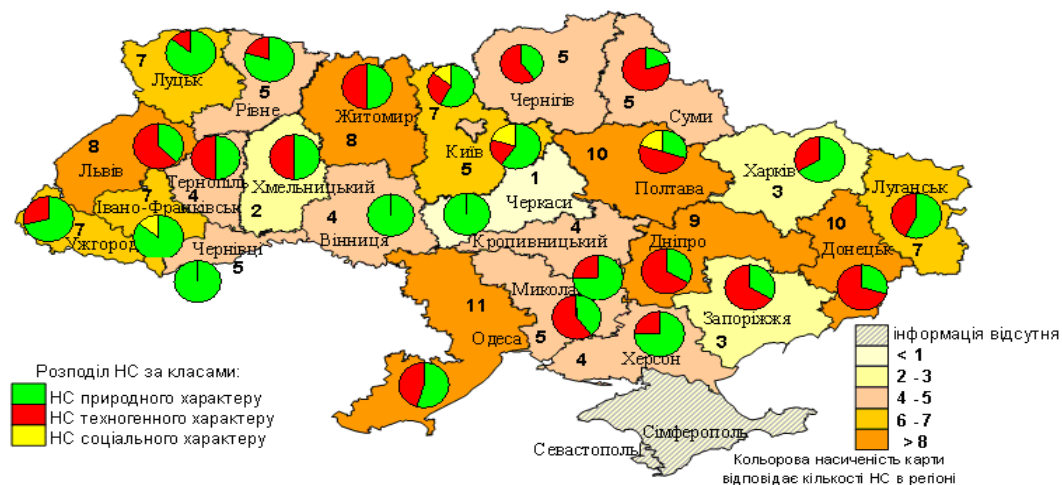 7
Луцьк
5
Рівне
Житомир
8
7
Київ
5
5
Чернігів
5
Суми
8
Львів
Тернопіль
4
Хмельницький
2
7
Івано-Франківськ
7
Ужгород
Чернівці
5
4
Вінниця
1
Черкаси
4
Кропивницький
10
Полтава
Харків
3
Луганськ
7
9
Дніпро
10
Донецьк
Микола
5
11
Одеса
4
Херсон
Запоріжжя
3
Сімферополь
Севастополь
Розподіл НС за класами:
НС природного характеру
НС техногенного характеру
НС соціального характеру
інформація відсутня
< 1
2 - 3
4 - 5
6 - 7
> 8
Кольорова насиченість карти
відповідає кількості НС в регіоні